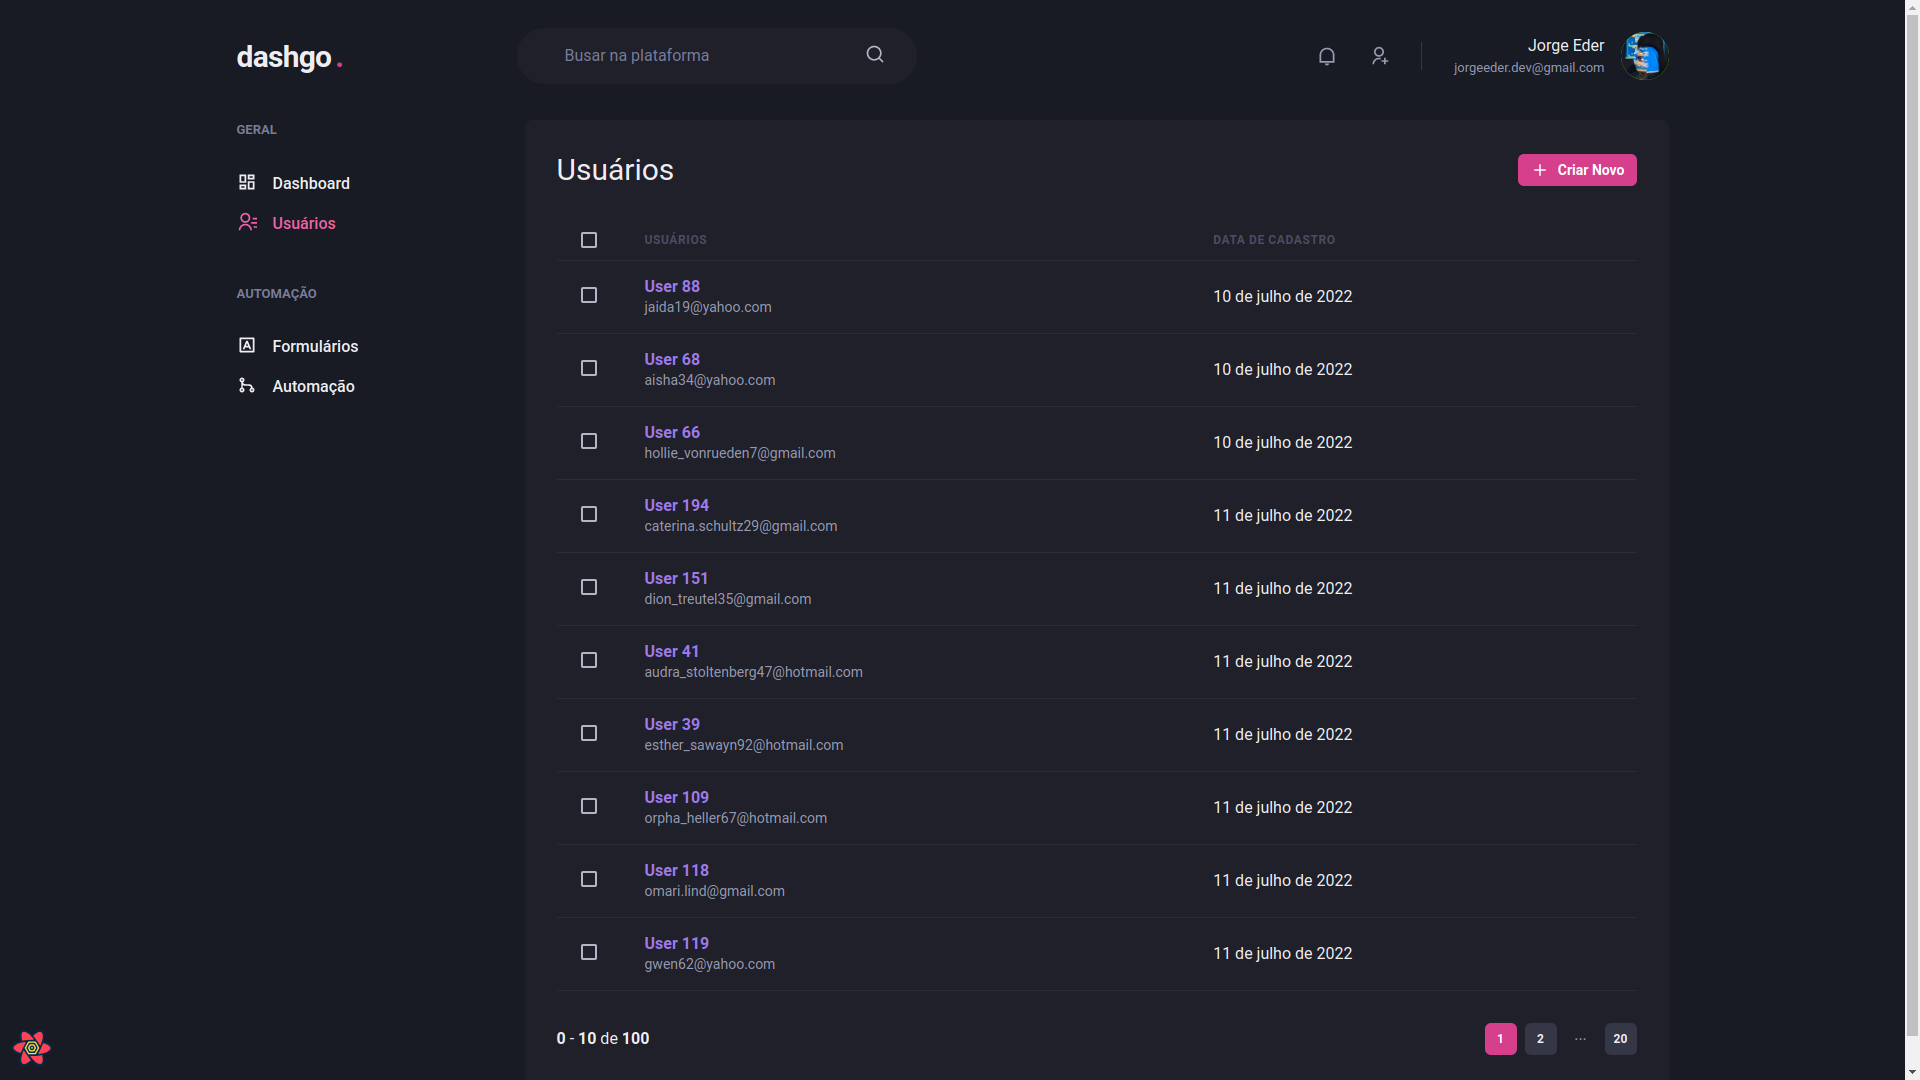 dashgo.
Busar na plataforma
Jorge Eder
jorgeeder.dev@gmail.com
GERAL
Dashboard
Usuários
AUTOMAÇÃO
Formulários
Automação
Usuários
Criar Novo
USUÁRIOS DATA DE CADASTRO
User 88
jaida19@yahoo.com
10 de julho de 2022
User 68
aisha34@yahoo.com
10 de julho de 2022
User 66
hollie_vonrueden7@gmail.com
10 de julho de 2022
User 194
caterina.schultz29@gmail.com
11 de julho de 2022
User 151
dion_treutel35@gmail.com
11 de julho de 2022
User 41
audra_stoltenberg47@hotmail.com
11 de julho de 2022
User 39
esther_sawayn92@hotmail.com
11 de julho de 2022
User 109
orpha_heller67@hotmail.com
11 de julho de 2022
User 118
omari.lind@gmail.com
11 de julho de 2022
User 119
gwen62@yahoo.com
11 de julho de 2022
0 - 10 de 100
1 2 ... 20